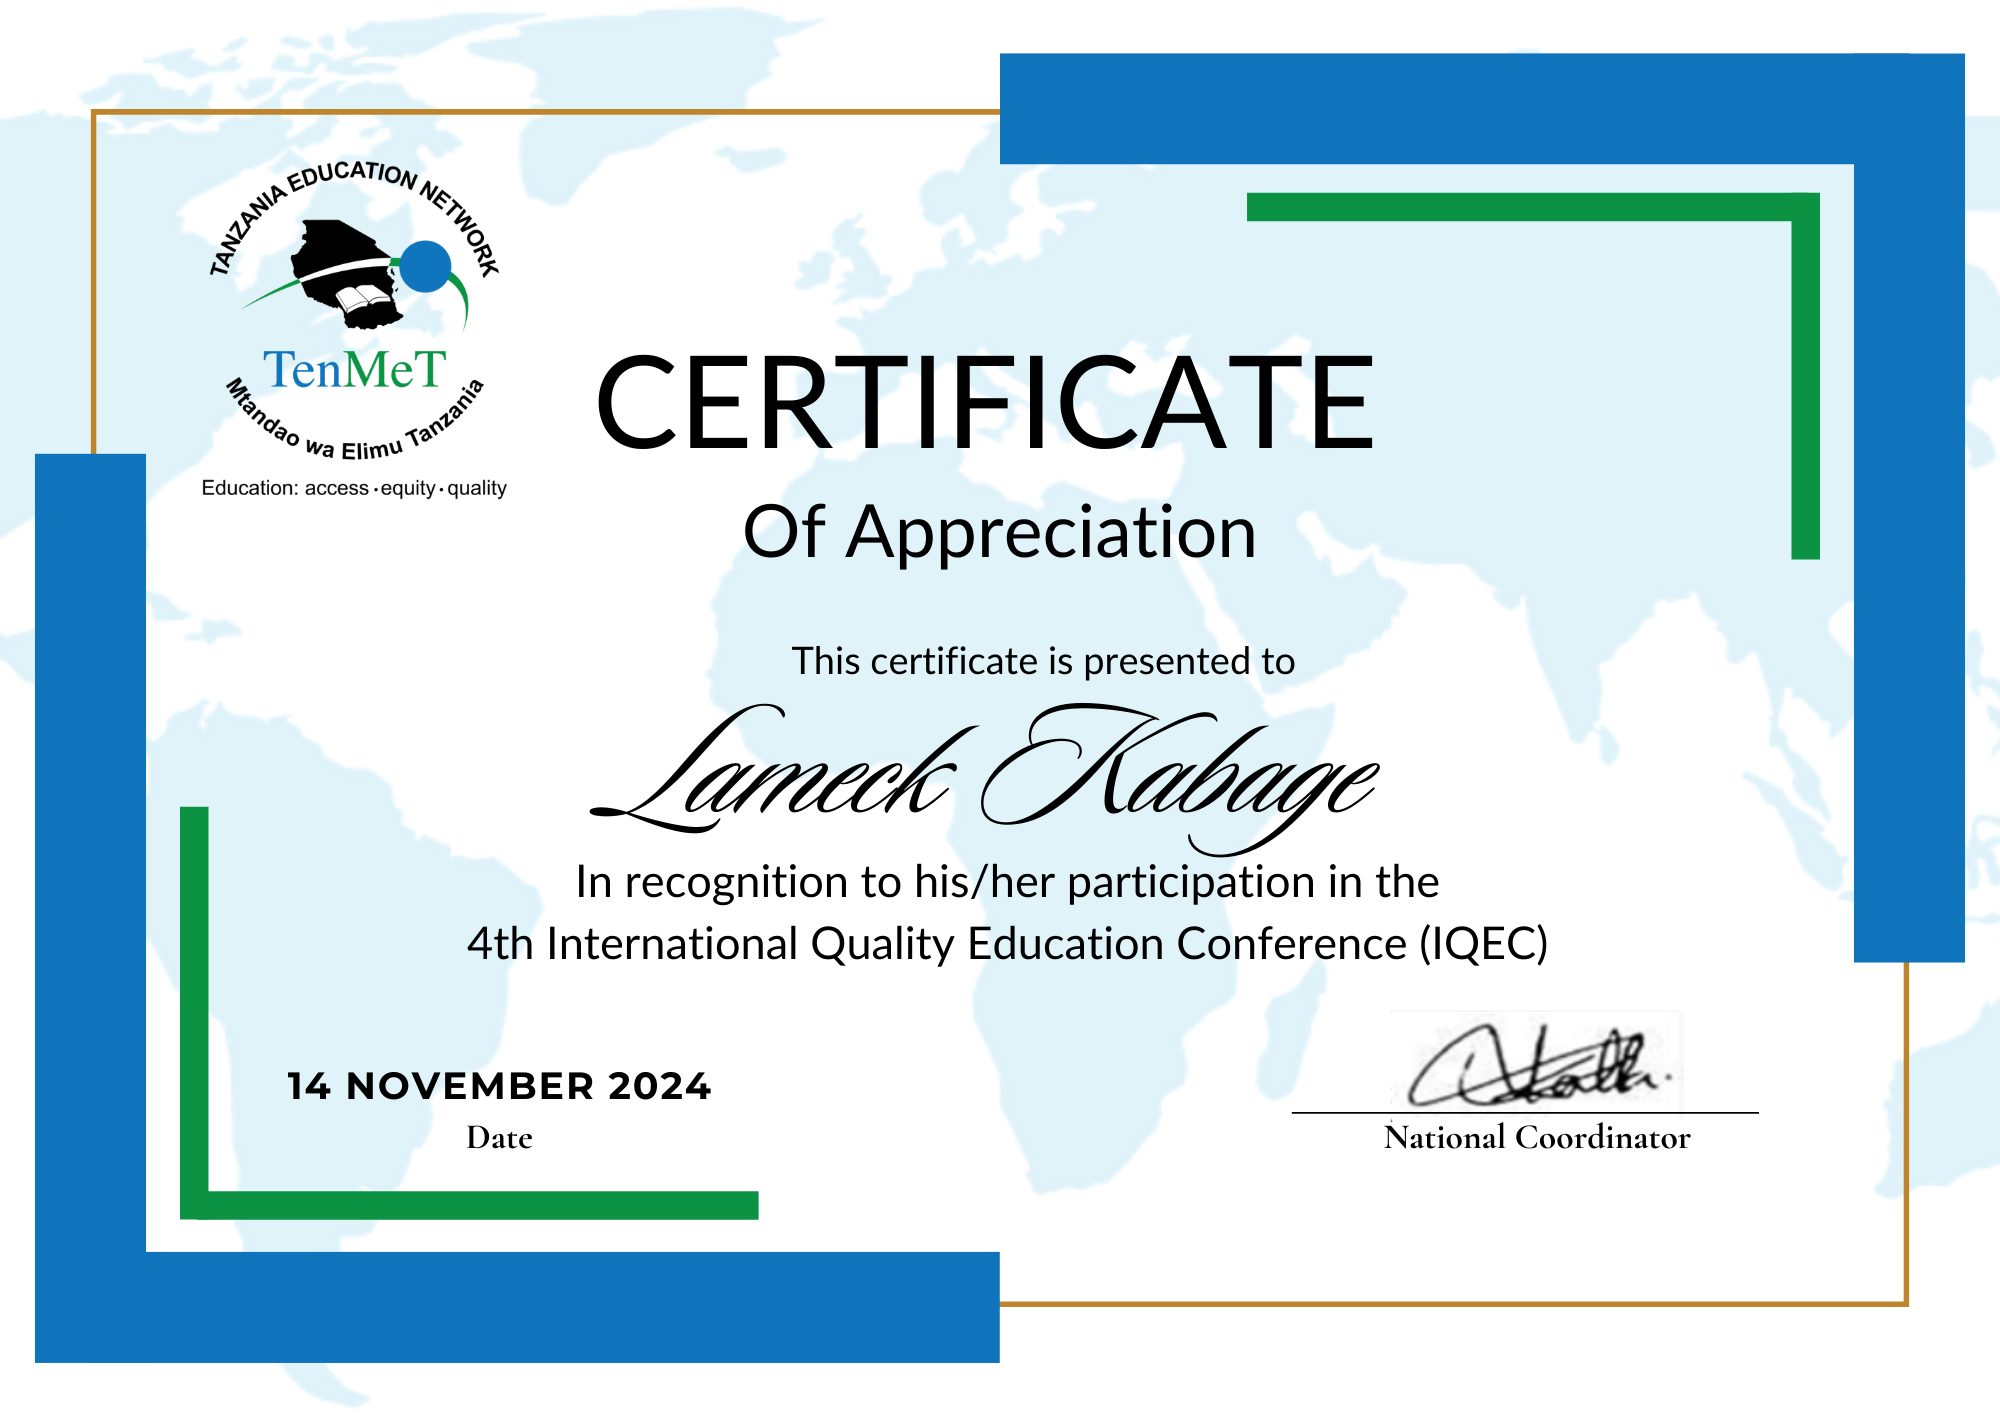 TANZANIA EDUCATION NETWORK
TenMeT
Mtandao wa Elimu Tanzania
Education: access • equity • quality
CERTIFICATE
Of Appreciation
This certificate is presented to
Lameck Kabage
In recognition to his/her participation in the
4th International Quality Education Conference (IQEC)
14 NOVEMBER 2024
Date
National Coordinator